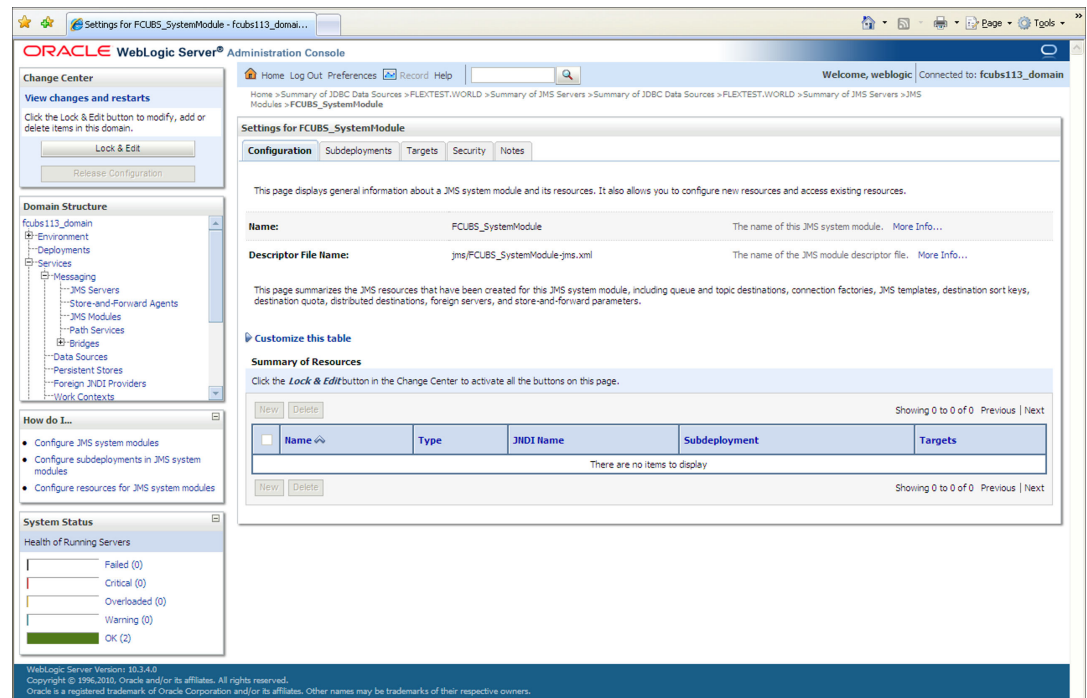 Settings for FCUBS_SystemModule - fcubs113_domai...
Page
Tools
»
ORACLE WebLogic Server® Administration Console
Change Center
View changes and restarts
Click the Lock & Edit button to modify, add or
delete items in this domain.
Lock & Edit
Release Configuration
Domain Structure
fcubs113_domain
Environment
Deployments
Services
Messaging
JMS Servers
Store-and-Forward Agents
JMS Modules
Path Services
Bridges
Data Sources
Persistent Stores
Foreign JNDI Providers
Work Contexts
How do I...
Configure JMS system modules
Configure subdeployments in JMS system
modules
Configure resources for JMS system modules
System Status
Health of Running Servers
Failed (0)
Critical (0)
Overloaded (0)
Warning (0)
OK (2)
Home Log Out Preferences Record Help
Welcome, weblogic Connected to: fcubs113_domain
Home >Summary of JDBC Data Sources >FLEXTEST.WORLD >Summary of JMS Servers >Summary of JDBC Data Sources >FLEXTEST.WORLD >Summary of JMS Servers >JMS
Modules >FCUBS_SystemModule
Settings for FCUBS_SystemModule
Configuration Subdeployments Targets Security Notes
This page displays general information about a JMS system module and its resources. It also allows you to configure new resources and access existing resources.
Name: FCUBS_SystemModule The name of this JMS system module. More Info...
Descriptor File Name: jms/FCUBS_SystemModule-jms.xml The name of the JMS module descriptor file. More Info...
This page summarizes the JMS resources that have been created for this JMS system module, including queue and topic destinations, connection factories, JMS templates, destination sort keys,
destination quota, distributed destinations, foreign servers, and store-and-forward parameters.
Customize this table
Summary of Resources
Click the Lock & Edit button in the Change Center to activate all the buttons on this page.
New Delete Showing 0 to 0 of 0 Previous | Next
Name Type JNDI Name Subdeployment Targets
There are no items to display
New Delete Showing 0 to 0 of 0 Previous | Next
WebLogic Server Version: 10.3.4.0
Copyright © 1996,2010, Oracle and/or its affiliates. All rights reserved.
Oracle is a registered trademark of Oracle Corporation and/or its affiliates. Other names may be trademarks of their respective owners.